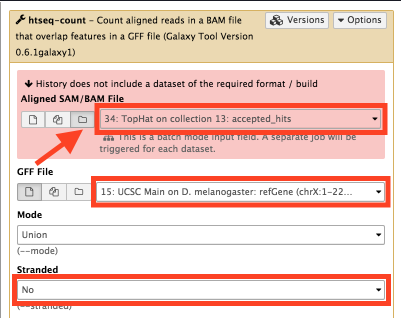 htseq-count - Count aligned reads in a BAM file
that overlap features in a GFF file (Galaxy Tool Version
0.6.1galaxy1)
Versions
Options
History does not include a dataset of the required format / build
Aligned SAM/BAM File
34: TopHat on collection 13: accepted_hits
This is a batch mode input field. A separate job will be
triggered for each dataset.
GFF File
15: UCSC Main on D. melanogaster: refGene (chrX:1-22...
Mode
Union
(--mode)
Stranded
No
(--stranded)